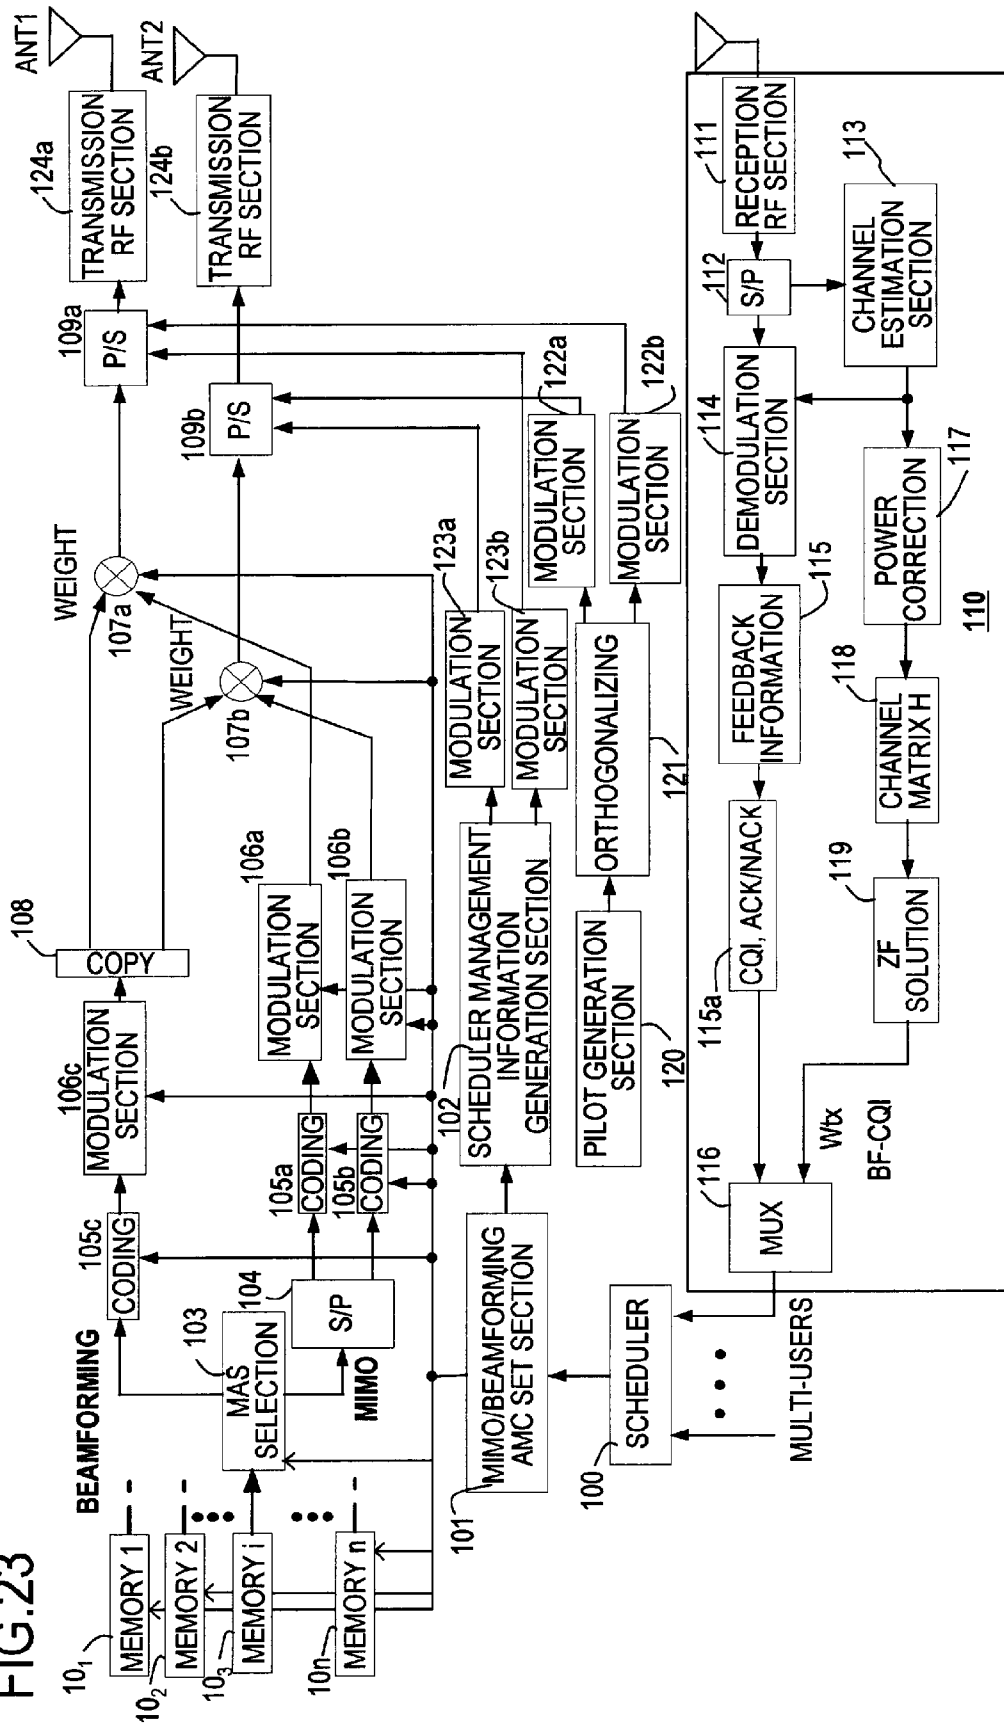 FIG.23
ANT1
124a
TRANSMISSION
RF SECTION
ANT2
124b
TRANSMISSION
RF SECTION
109a
P/S
109b
P/S
WEIGHT
107a
WEIGHT
107b
108
COPY
106c
MODULATION
SECTION
105c
CODING
BEAMFORMING
103
MAS
SELECTION
MIMO
104
S/P
105a
CODING
105b
CODING
106a
MODULATION
SECTION
106b
MODULATION
SECTION
101
MEMORY 1
102
MEMORY 2
103
MEMORY i
10n
MEMORY n
123a
MODULATION
SECTION
123b
MODULATION
SECTION
122a
MODULATION
SECTION
122b
MODULATION
SECTION
102
SCHEDULER MANAGEMENT
INFORMATION
GENERATION SECTION
ORTHOGONALIZING
121
PILOT GENERATION
SECTION
120
101
MIMO/BEAMFORMING
AMC SET SECTION
100
SCHEDULER
MULTI-USERS
111
RECEPTION
RF SECTION
112
S/P
113
CHANNEL
ESTIMATION
SECTION
114
DEMODULATION
SECTION
115
FEEDBACK
INFORMATION
115a
CQI, ACK/NACK
116
MUX
117
POWER
CORRECTION
118
CHANNEL
MATRIX H
119
ZF
SOLUTION
Wtx
BF-CQI
110